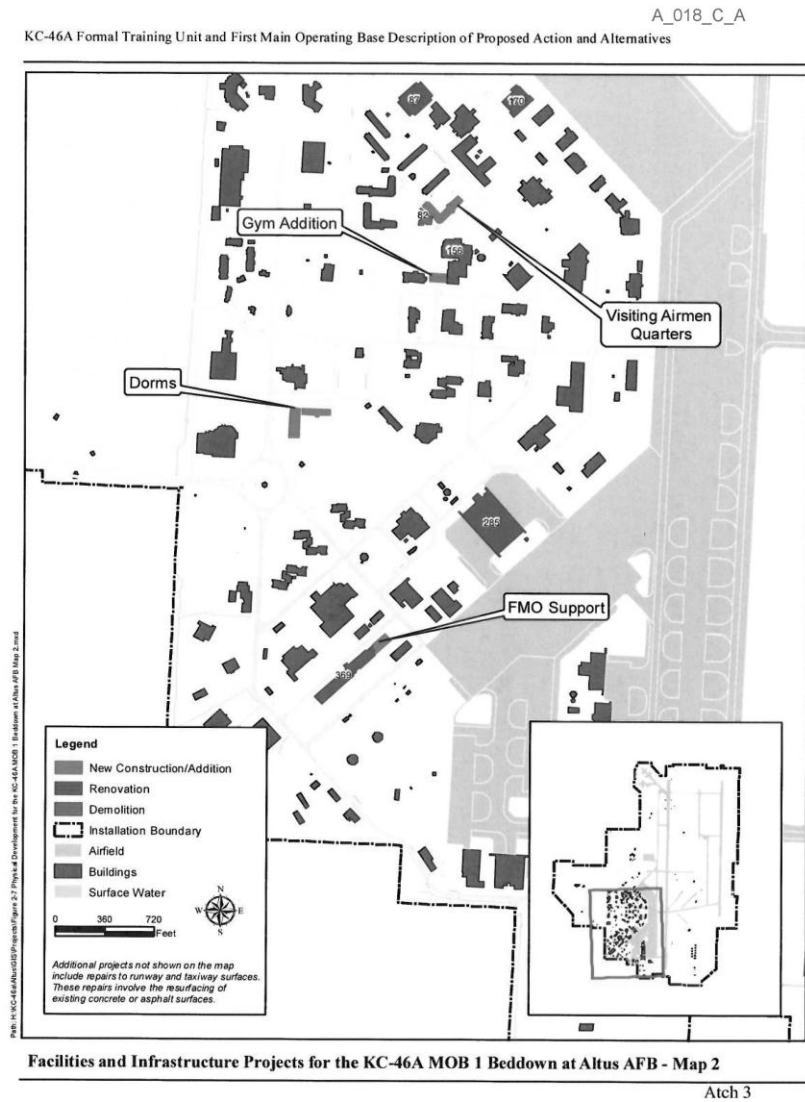 A_018_C_A
KC-46A Formal Training Unit and First Main Operating Base Description of Proposed Action and Alternatives
87
170
82
Gym Addition
156
Visiting Airmen
Quarters
Dorms
285
FMO Support
369
Legend
New Construction/Addition
Renovation
Demolition
Installation Boundary
Airfield
Buildings
Surface Water
N
W E
S
0 360 720
Feet
Additional projects not shown on the map
include repairs to runway and taxiway surfaces.
These repairs involve the resurfacing of
existing concrete or asphalt surfaces.
Facilities and Infrastructure Projects for the KC-46A MOB 1 Beddown at Altus AFB - Map 2
Atch 3